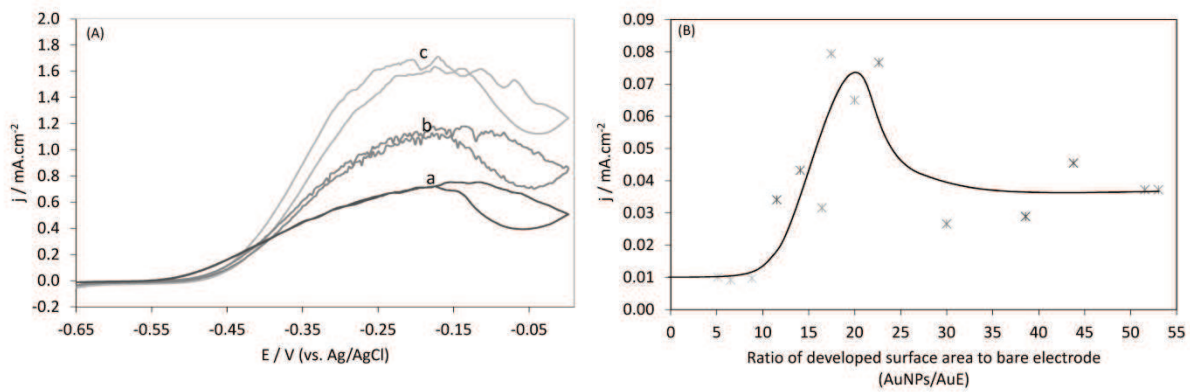 (A)
2.0
1.8
1.6
1.4
1.2
1.0
0.8
0.6
0.4
0.2
0.0
-0.2
j / mA.cm-2
c
b
a
-0.65 -0.55 -0.45 -0.35 -0.25 -0.15 -0.05
E / V (vs. Ag/AgCl)
(B)
0.09
0.08
0.07
0.06
0.05
0.04
0.03
0.02
0.01
0.00
j / mA.cm-2
0 5 10 15 20 25 30 35 40 45 50 55
Ratio of developed surface area to bare electrode
(AuNPs/AuE)